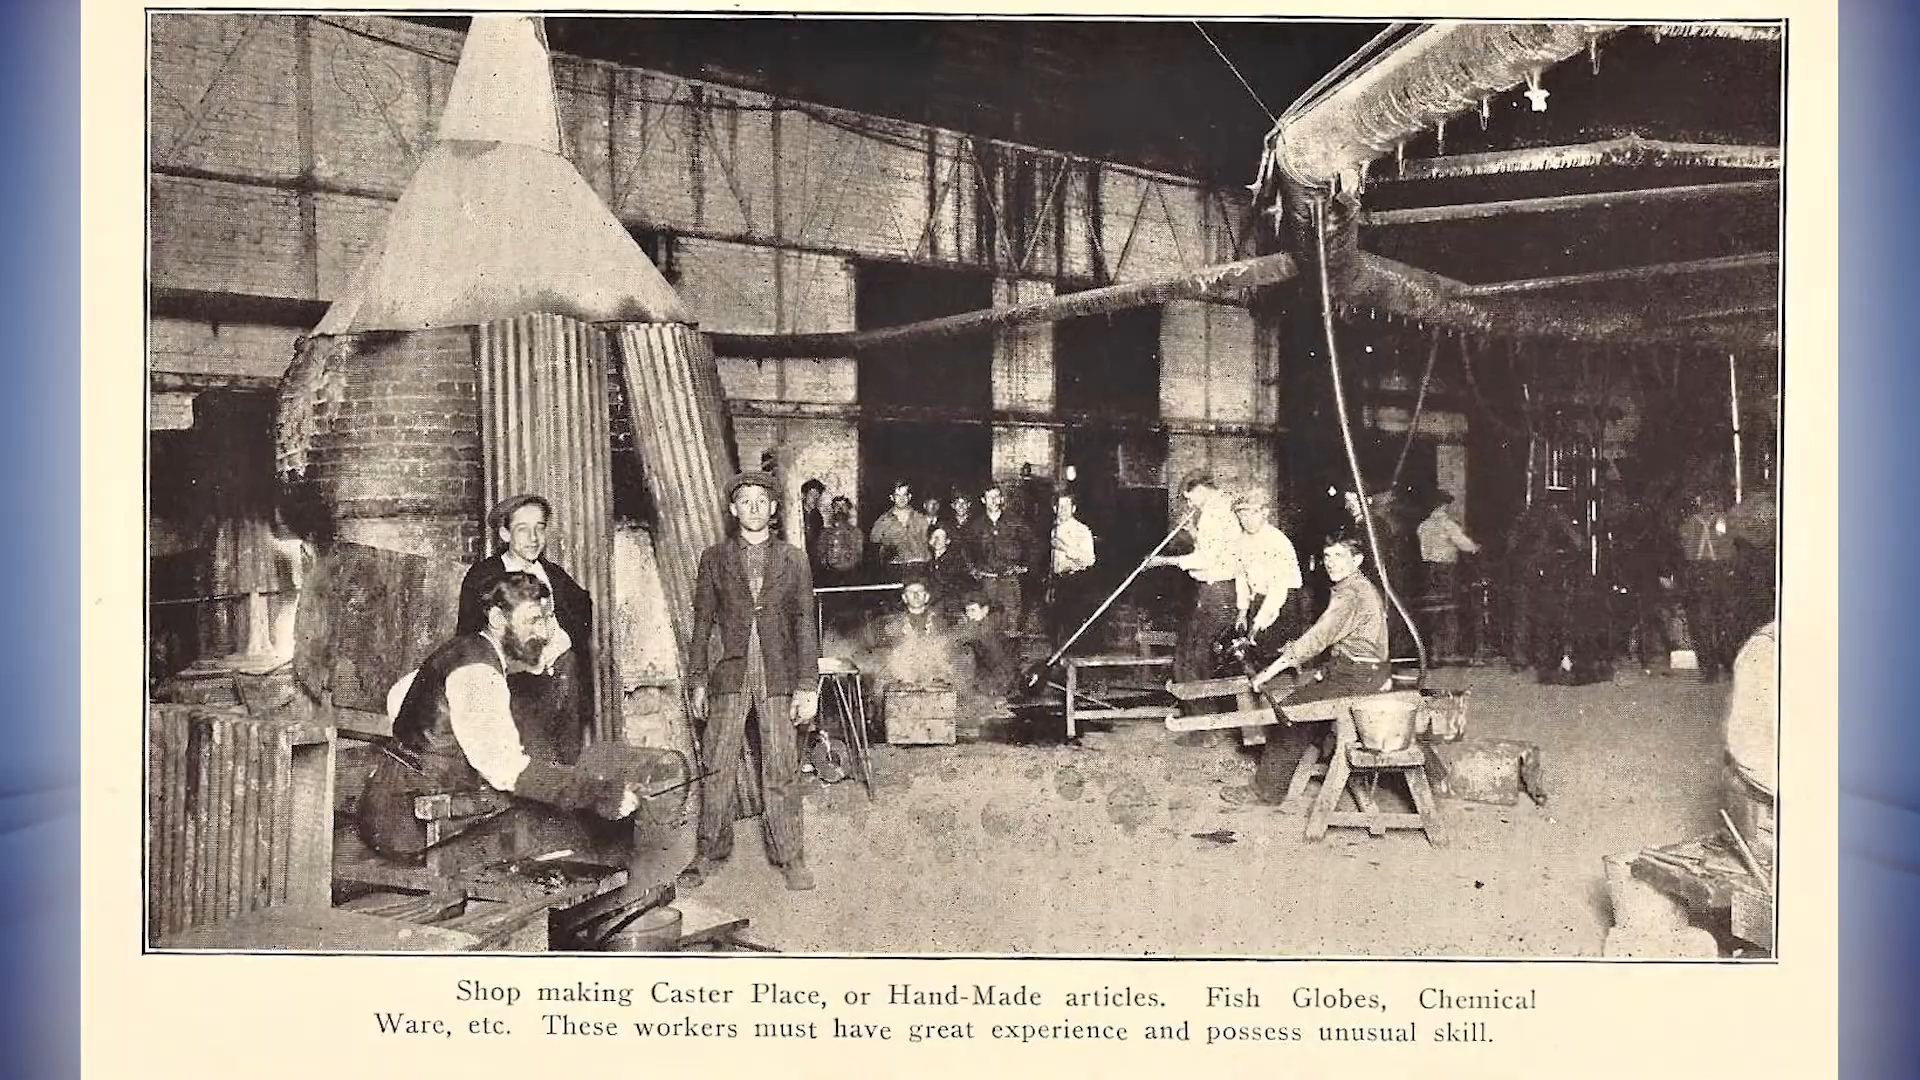 Shop making Caster Place, or Hand-Made articles. Fish Globes, Chemical
Ware, etc. These workers must have great experience and possess unusual skill.